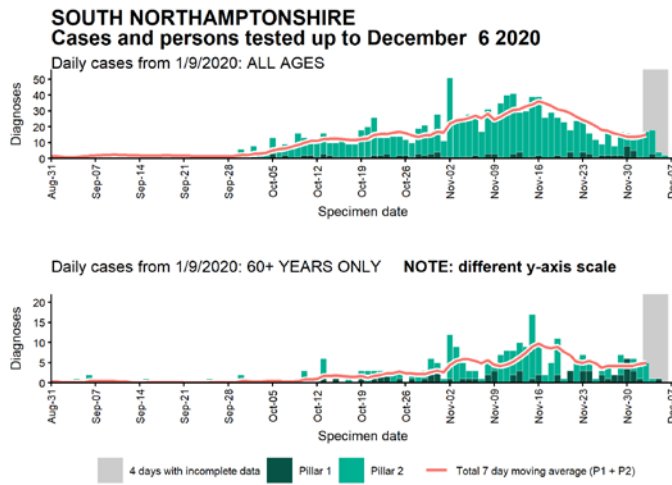 SOUTH NORTHAMPTONSHIRE
Cases and persons tested up to December 6 2020
Daily cases from 1/9/2020: ALL AGES
Diagnoses
50
40
30
20
10
0
Aug-31
Sep-07
Sep-14
Sep-21
Sep-28
Oct-05
Oct-12
Oct-19
Oct-26
Nov-02
Nov-09
Nov-16
Nov-23
Nov-30
Dec-07
Specimen date
Daily cases from 1/9/2020: 60+ YEARS ONLY NOTE: different y-axis scale
Diagnoses
20
15
10
5
0
Aug-31
Sep-07
Sep-14
Sep-21
Sep-28
Oct-05
Oct-12
Oct-19
Oct-26
Nov-02
Nov-09
Nov-16
Nov-23
Nov-30
Dec-07
Specimen date
4 days with incomplete data Pillar 1 Pillar 2 Total 7 day moving average (P1 + P2)